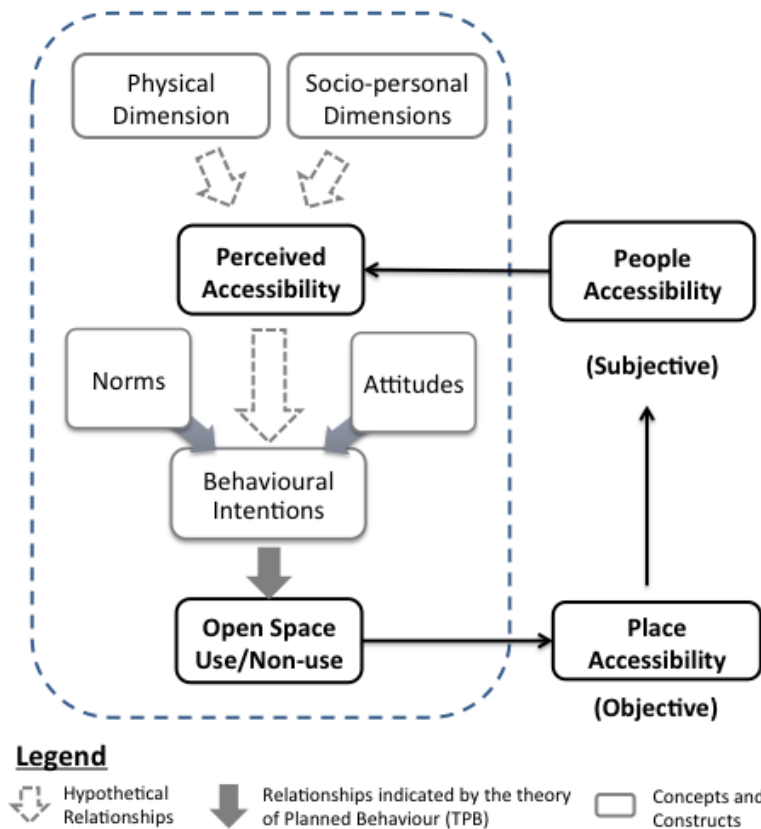 Physical
Dimension
Socio-personal
Dimensions
Perceived
Accessibility
People
Accessibility
(Subjective)
Norms
Attitudes
Behavioural
Intentions
Open Space
Use/Non-use
Place
Accessibility
(Objective)
Legend
Hypothetical
Relationships
Relationships indicated by the theory
of Planned Behaviour (TPB)
Concepts and
Constructs